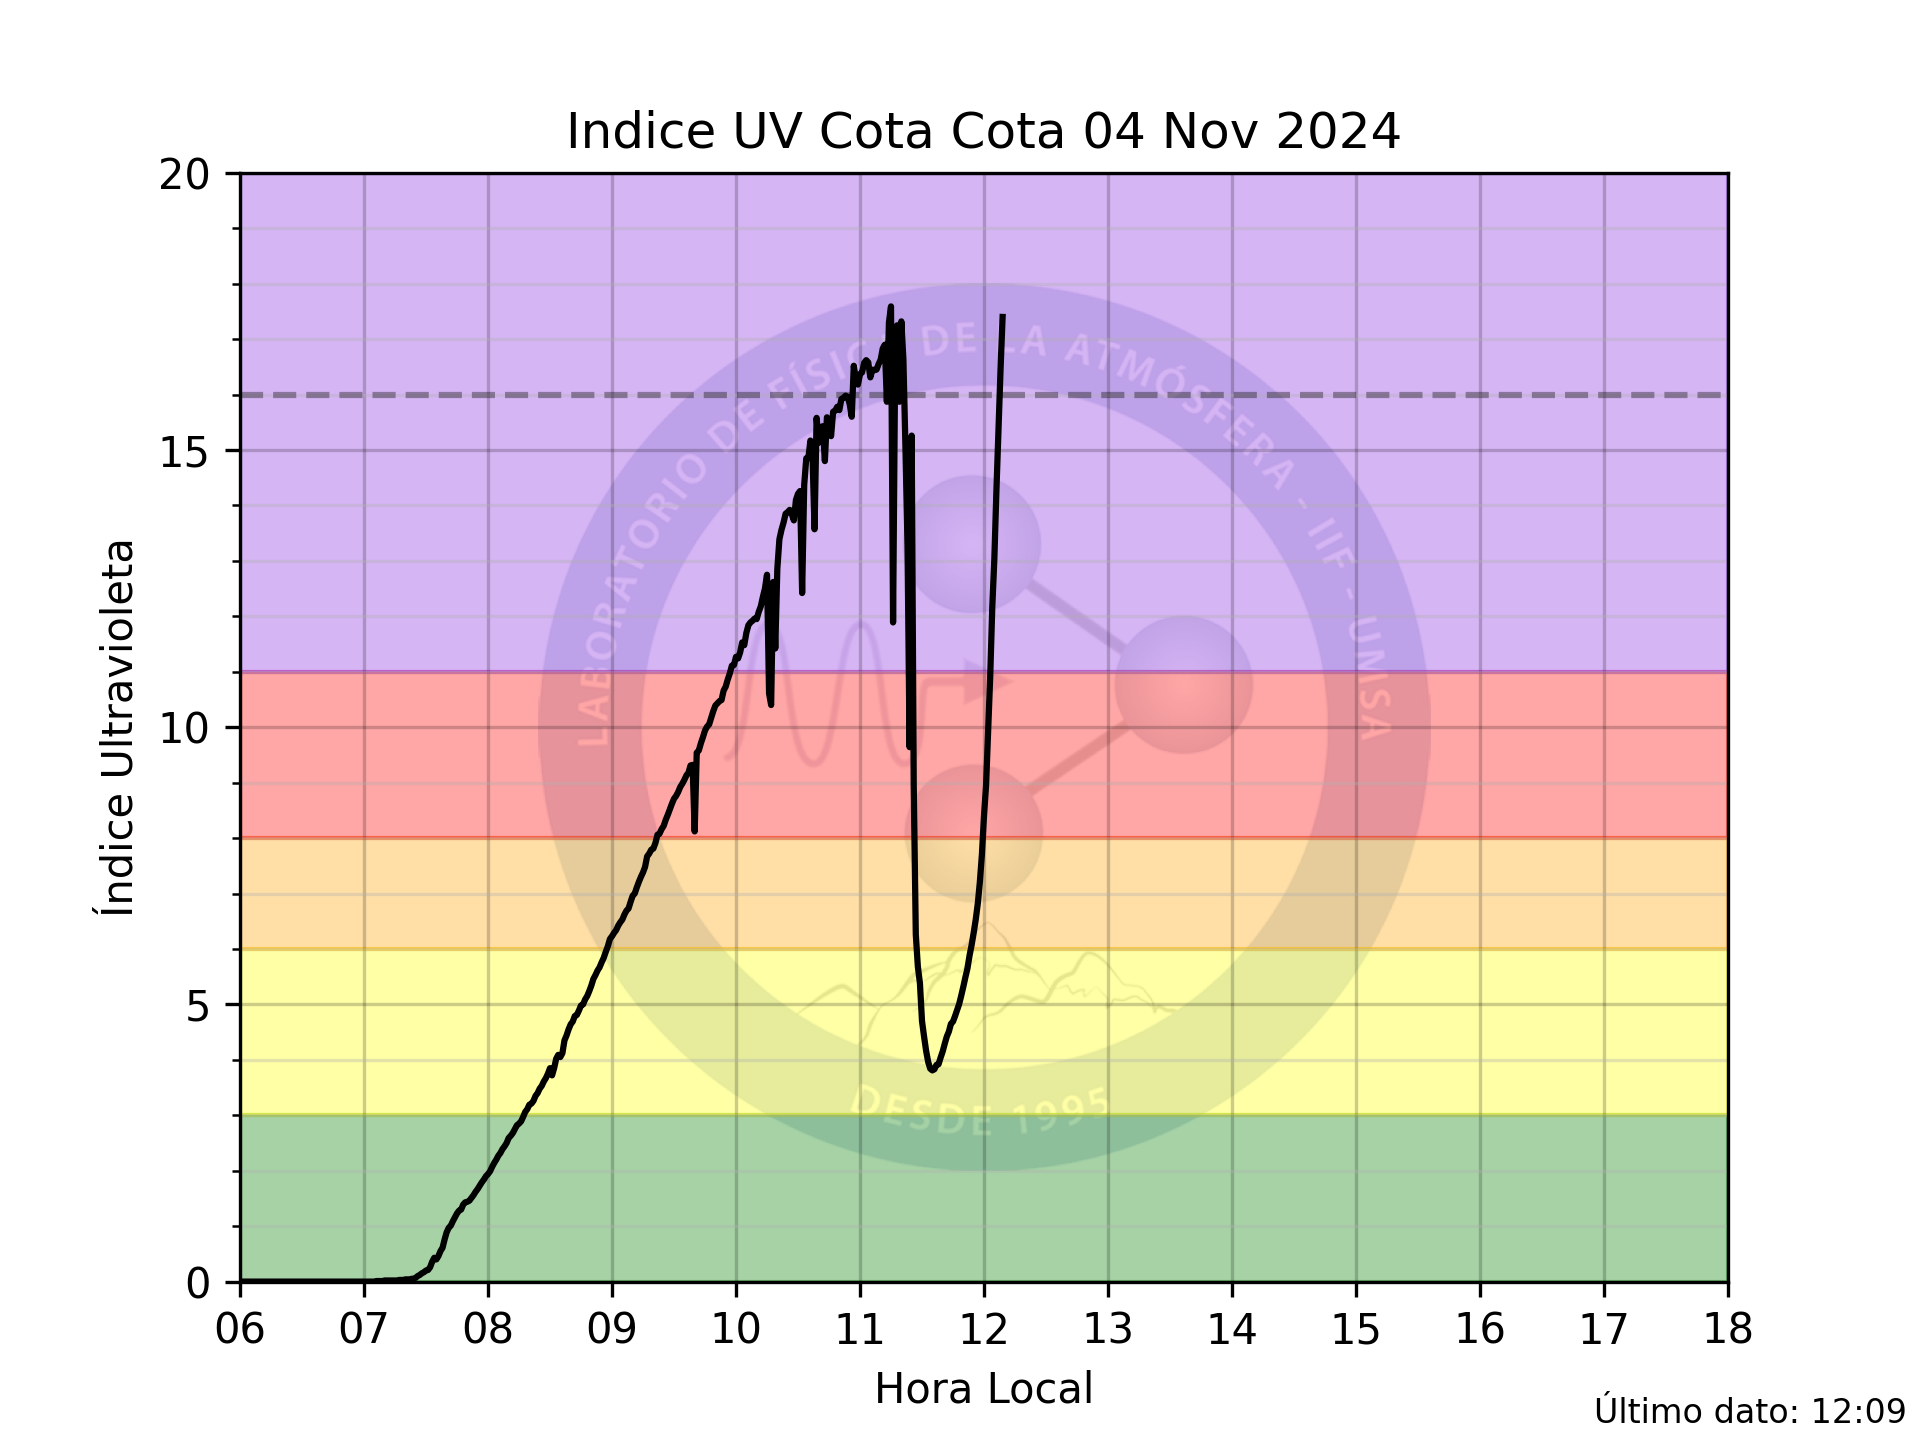 Indice UV Cota Cota 04 Nov 2024
20
15
10
5
0
Índice Ultravioleta
LABORATORIO DE FÍSICA DE LA ATMÓSFERA - IIF - UMSA
DESDE 1995
06 07 08 09 10 11 12 13 14 15 16 17 18
Hora Local
Último dato: 12:09